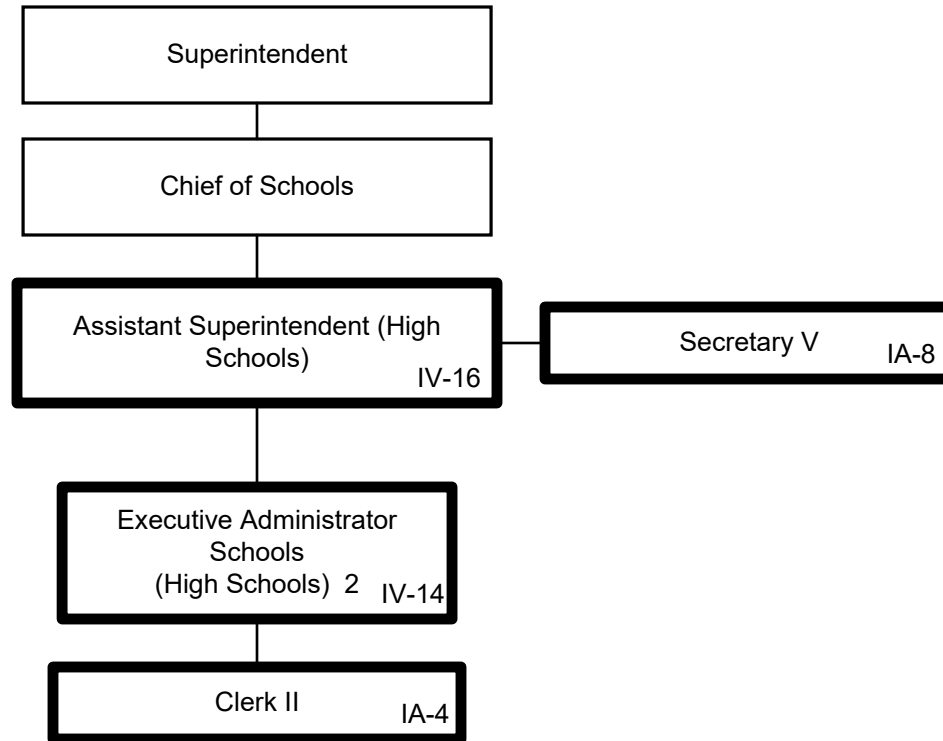 Superintendent
Chief of Schools
Assistant Superintendent (High
Schools)
IV-16
Secretary V
IA-8
Executive Administrator
Schools
(High Schools)  2
IV-14
Clerk II
IA-4